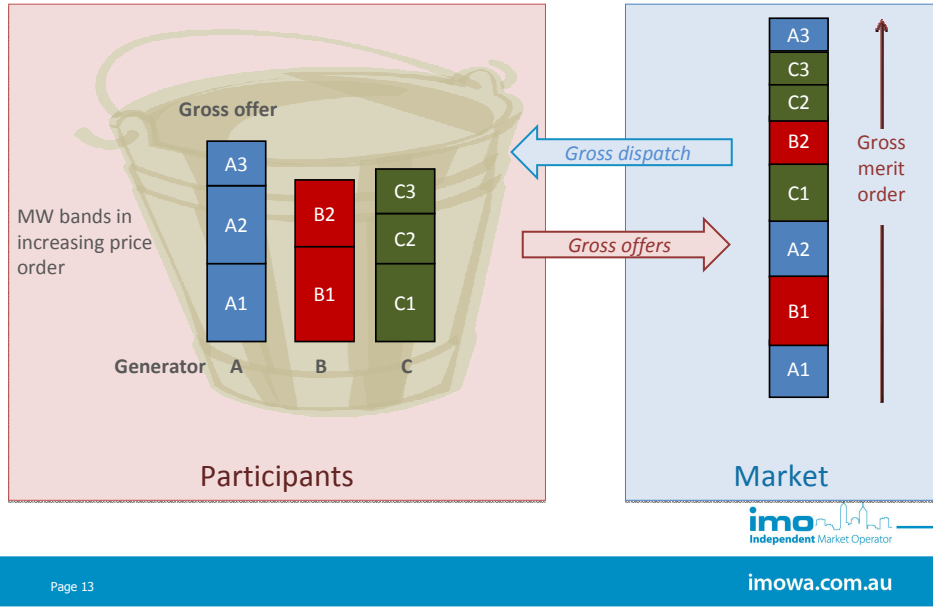 Gross offer
A3
A2
A1
B2
B1
C3
C2
C1
MW bands in
increasing price
order
Generator A B C
Participants
Gross dispatch
Gross offers
A3
C3
C2
B2
C1
A2
B1
A1
Gross
merit
order
Market
imo
Independent Market Operator
Page 13
imowa.com.au